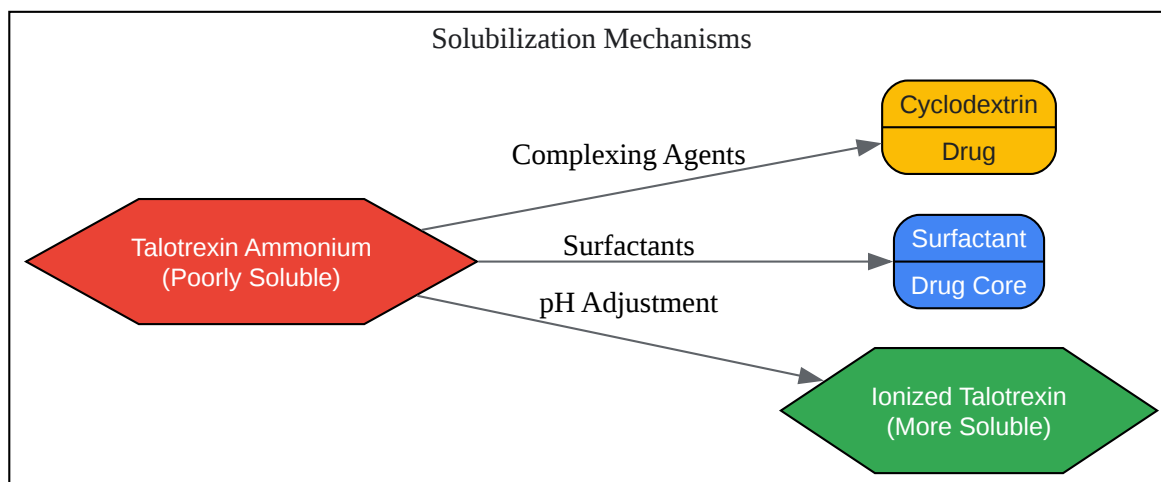 Solubilization Mechanisms
Cyclodextrin
Drug
Complexing Agents
Talotrexin Ammonium
(Poorly Soluble)
Surfactants
Surfactant
Drug Core
pH Adjustment
Ionized Talotrexin
(More Soluble)